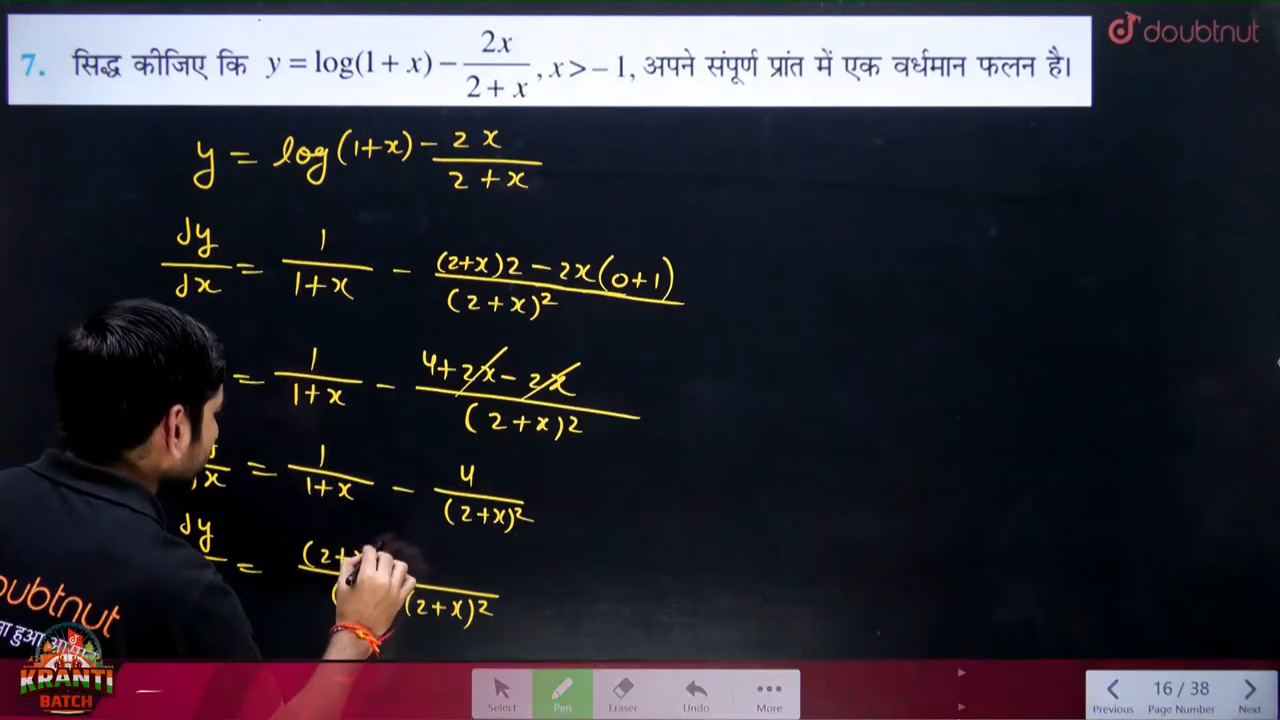 doubtnut
7. सिद्ध कीजिए कि y = log(1 + x) − 2x/(2 + x), x > − 1, अपने संपूर्ण प्रांत में एक वर्धमान फलन है।
y = log(1+x) − 2x/(2+x)
dy/dx = 1/(1+x) − ((2+x)2 − 2x(0+1))/(2+x)²
= 1/(1+x) − (4+2x−2x)/(2+x)²
= 1/(1+x) − 4/(2+x)²
dy = (2+ (2+x)²
oubtnut
हुआ
KRANTI
BATCH
Select Pen Eraser Undo More
Previous 16 / 38 Page Number Next